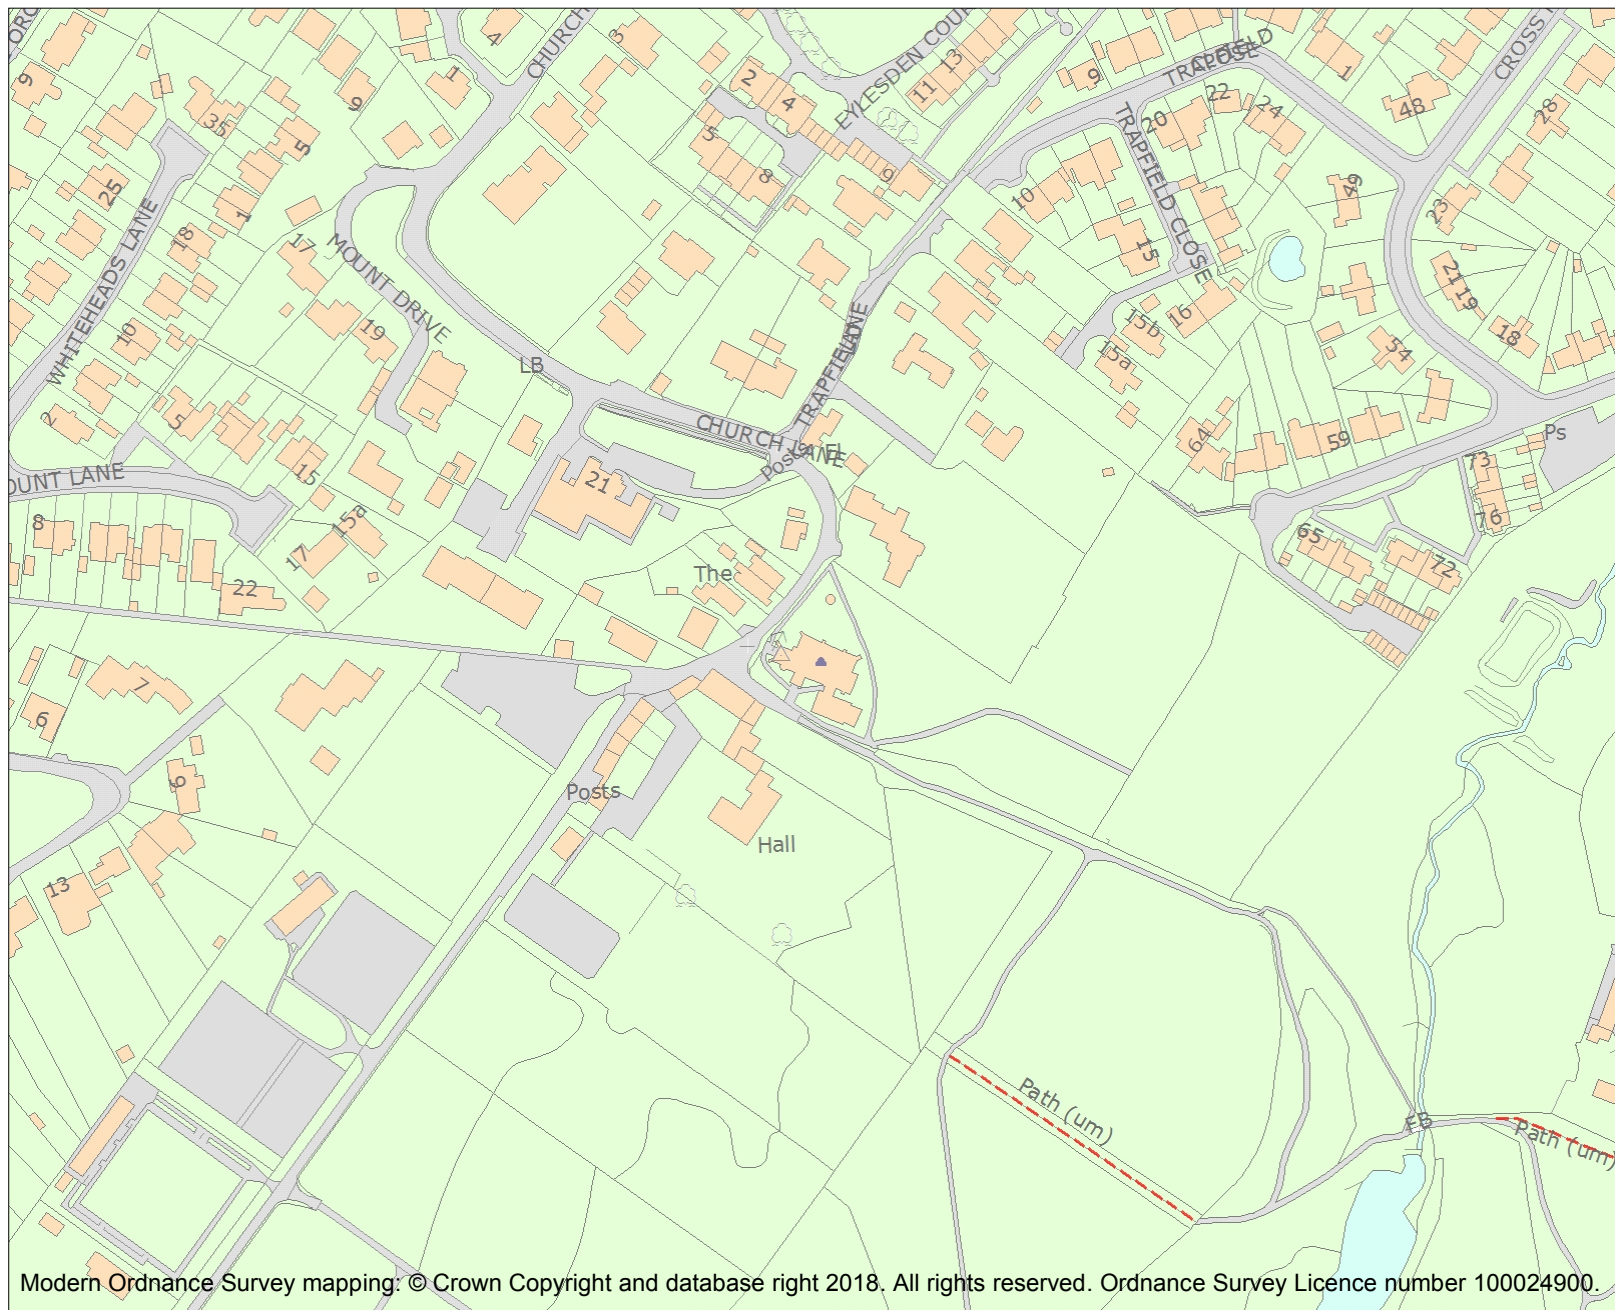 CHURCH
EYLESDEN COUR
CROSS
4
3
1
9
9
2
4
11
13
9
TRAPFIELD
CLOSE
1
48
28
22
24
20
35
5
5
8
9
TRAPFIELD CLOSE
49
23
25
1
10
15
WHITEHEADS LANE
18
17
MOUNT DRIVE
21
19
19
16
15b
18
10
LB
TRAPFIELD
LANE
15a
54
2
5
CHURCH LANE
El
Posts
64
59
Ps
MOUNT LANE
15
21
73
76
8
15a
17
65
72
22
The
7
6
9
Posts
Hall
13
Path (um)
FB
Path (um)
Modern Ordnance Survey mapping: © Crown Copyright and database right 2018. All rights reserved. Ordnance Survey Licence number 100024900.